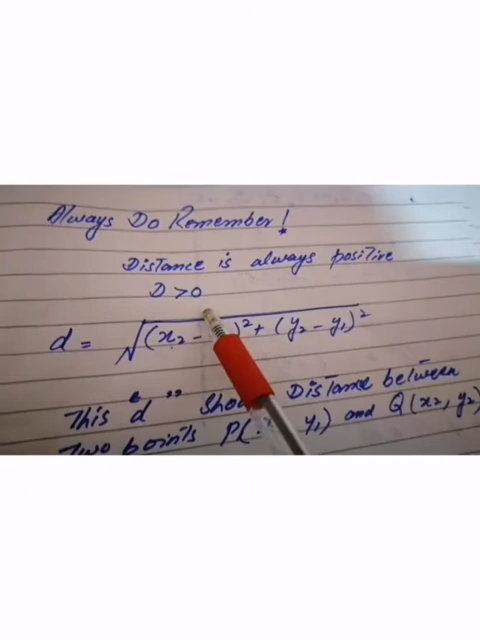 Always Do Remember!
Distance is always positive
D > 0
d = √(x₂ - )² + (y₂ - y₁)²
This "d" Sho Distance between
Two points P( y₁) and Q(x₂, y₂)